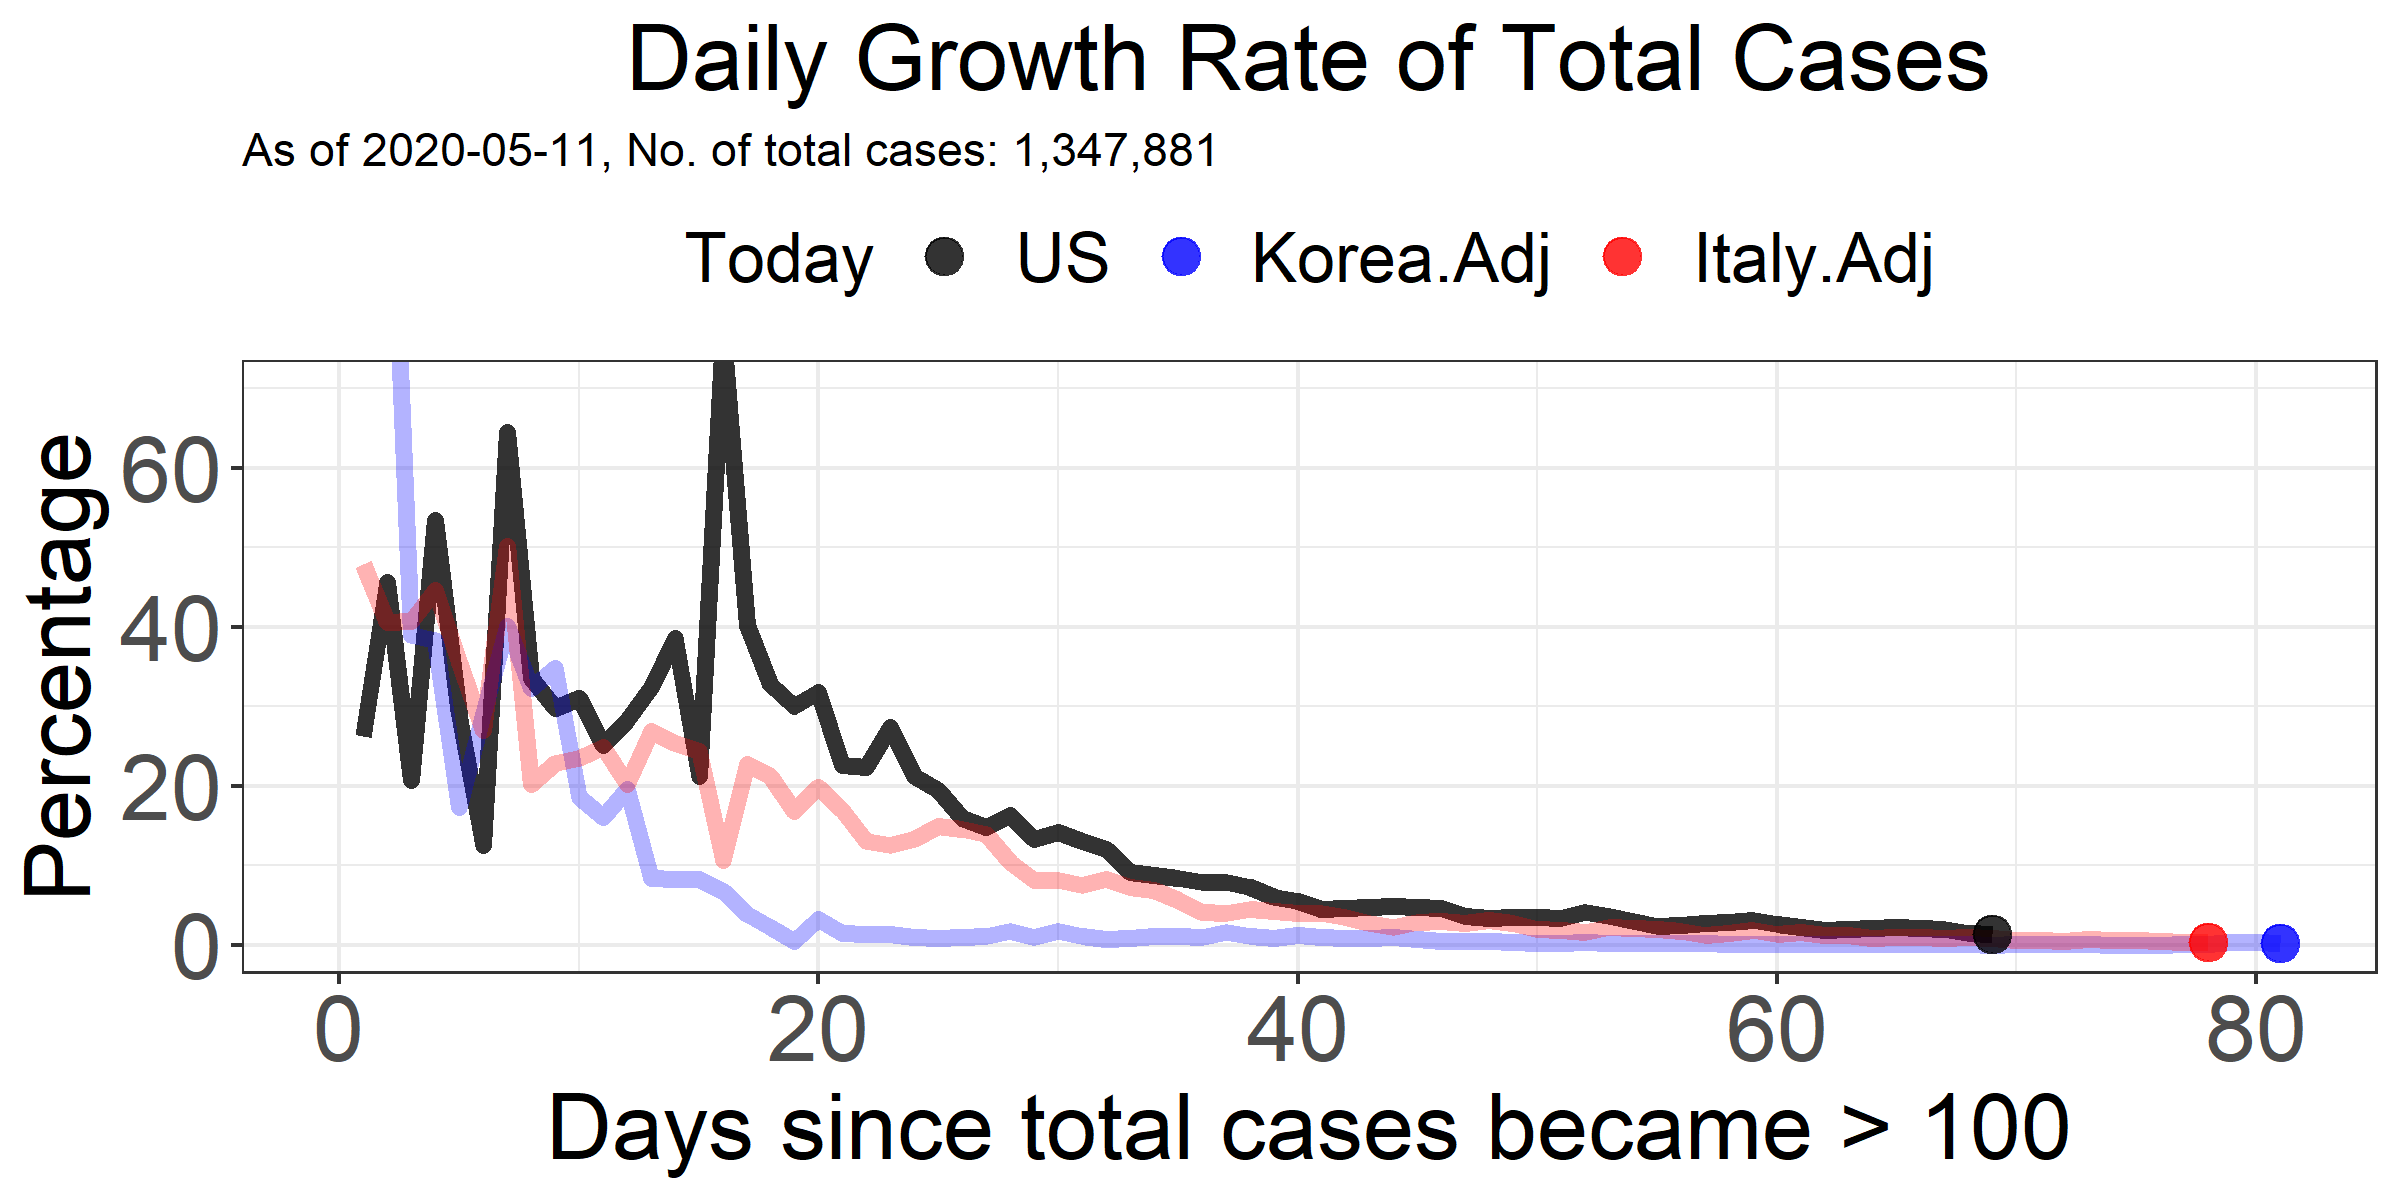 Daily Growth Rate of Total Cases
As of 2020-05-11, No. of total cases: 1,347,881
Today US Korea.Adj Italy.Adj
Percentage
60
40
20
0
0 20 40 60 80
Days since total cases became > 100